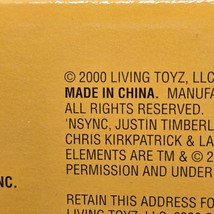 © 2000 LIVING TOYZ, LLC
MADE IN CHINA. MANUFA
ALL RIGHTS RESERVED.
'NSYNC, JUSTIN TIMBERL
CHRIS KIRKPATRICK & LA
ELEMENTS ARE TM & © 2
PERMISSION AND UNDER
NC.
RETAIN THIS ADDRESS FO